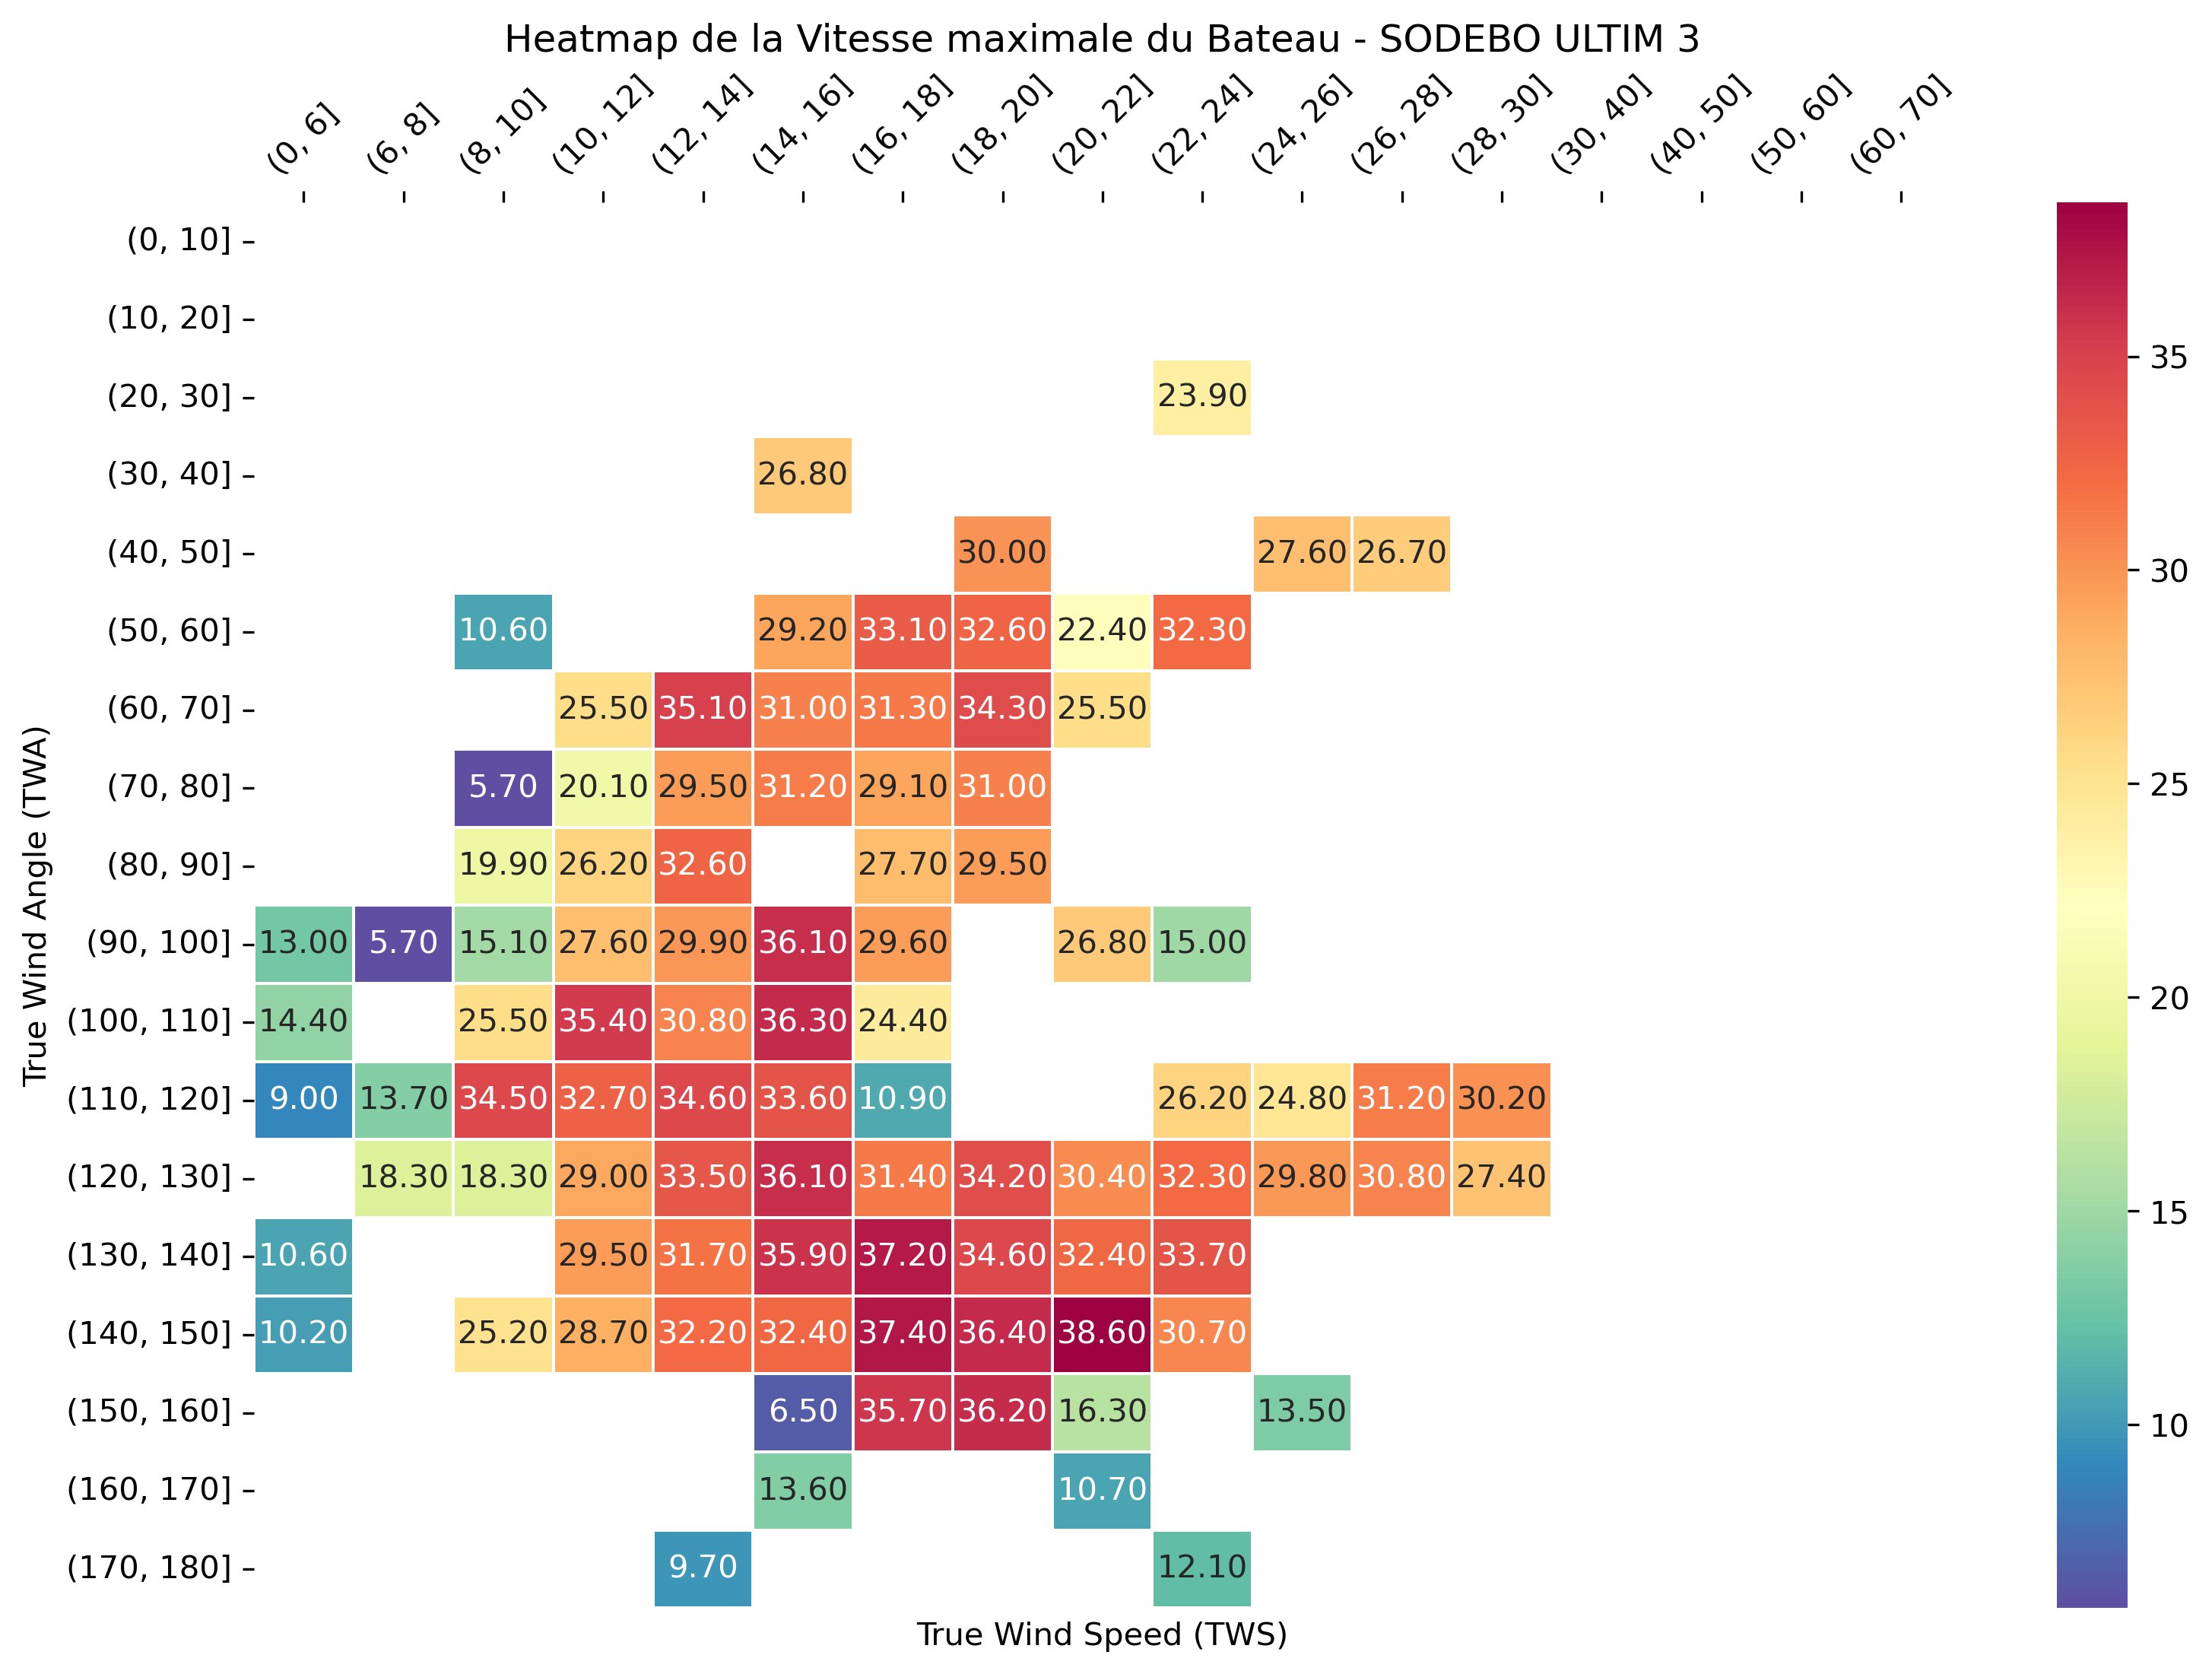 Heatmap de la Vitesse maximale du Bateau - SODEBO ULTIM 3
(0, 6] (6, 8] (8, 10] (10, 12] (12, 14] (14, 16] (16, 18] (18, 20] (20, 22] (22, 24] (24, 26] (26, 28] (28, 30] (30, 40] (40, 50] (50, 60] (60, 70]
(0, 10]
(10, 20]
(20, 30] 23.90
(30, 40] 26.80
(40, 50] 30.00 27.60 26.70
(50, 60] 10.60 29.20 33.10 32.60 22.40 32.30
(60, 70] 25.50 35.10 31.00 31.30 34.30 25.50
(70, 80] 5.70 20.10 29.50 31.20 29.10 31.00
(80, 90] 19.90 26.20 32.60 27.70 29.50
(90, 100] 13.00 5.70 15.10 27.60 29.90 36.10 29.60 26.80 15.00
(100, 110] 14.40 25.50 35.40 30.80 36.30 24.40
(110, 120] 9.00 13.70 34.50 32.70 34.60 33.60 10.90 26.20 24.80 31.20 30.20
(120, 130] 18.30 18.30 29.00 33.50 36.10 31.40 34.20 30.40 32.30 29.80 30.80 27.40
(130, 140] 10.60 29.50 31.70 35.90 37.20 34.60 32.40 33.70
(140, 150] 10.20 25.20 28.70 32.20 32.40 37.40 36.40 38.60 30.70
(150, 160] 6.50 35.70 36.20 16.30 13.50
(160, 170] 13.60 10.70
(170, 180] 9.70 12.10
True Wind Angle (TWA)
True Wind Speed (TWS)
35
30
25
20
15
10